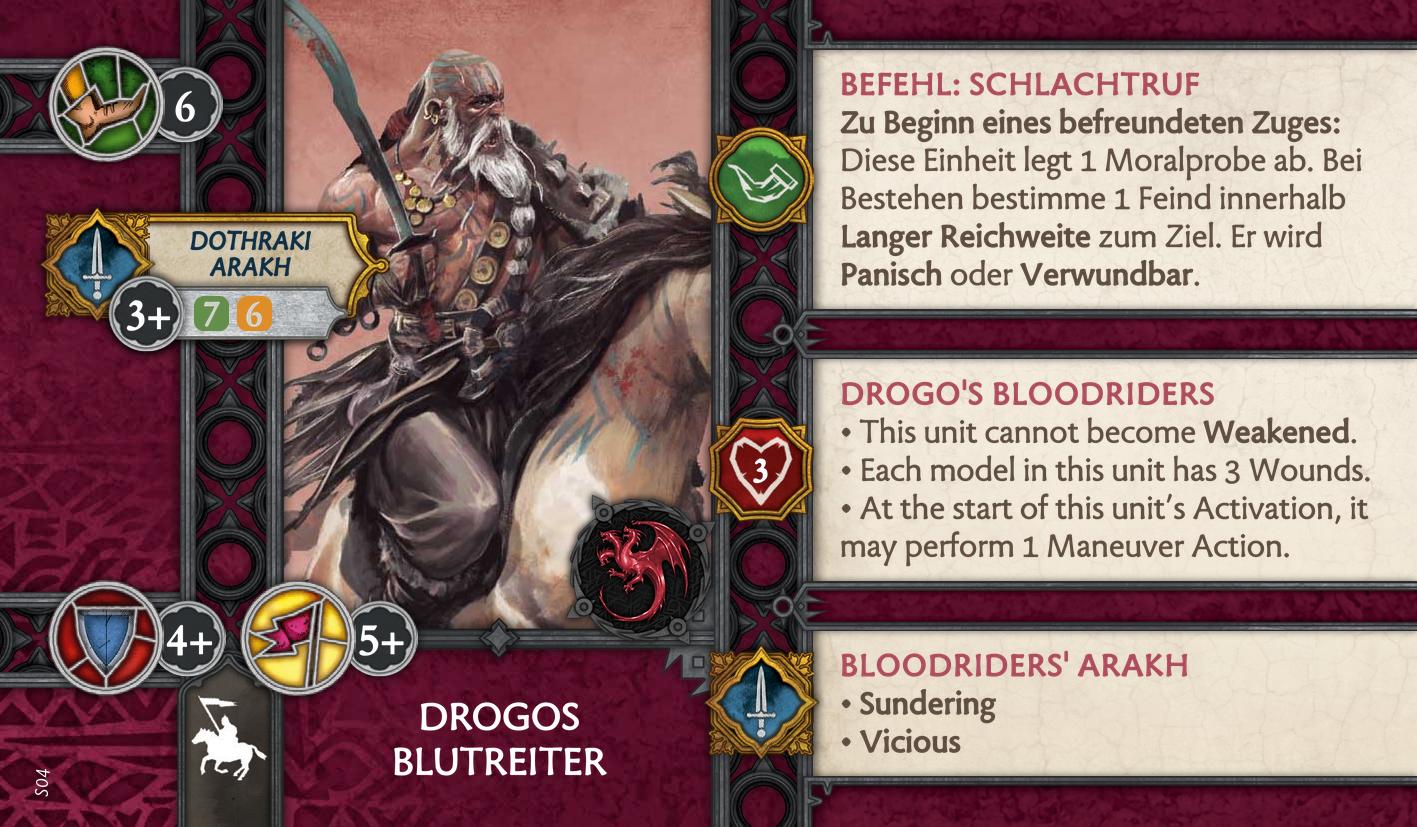 6
DOTHRAKI
ARAKH
3+ 7 6
4+ 5+
DROGOS
BLUTREITER
S04
BEFEHL: SCHLACHTRUF
Zu Beginn eines befreundeten Zuges:
Diese Einheit legt 1 Moralprobe ab. Bei
Bestehen bestimme 1 Feind innerhalb
Langer Reichweite zum Ziel. Er wird
Panisch oder Verwundbar.
3
DROGO'S BLOODRIDERS
• This unit cannot become Weakened.
• Each model in this unit has 3 Wounds.
• At the start of this unit's Activation, it
may perform 1 Maneuver Action.
BLOODRIDERS' ARAKH
• Sundering
• Vicious